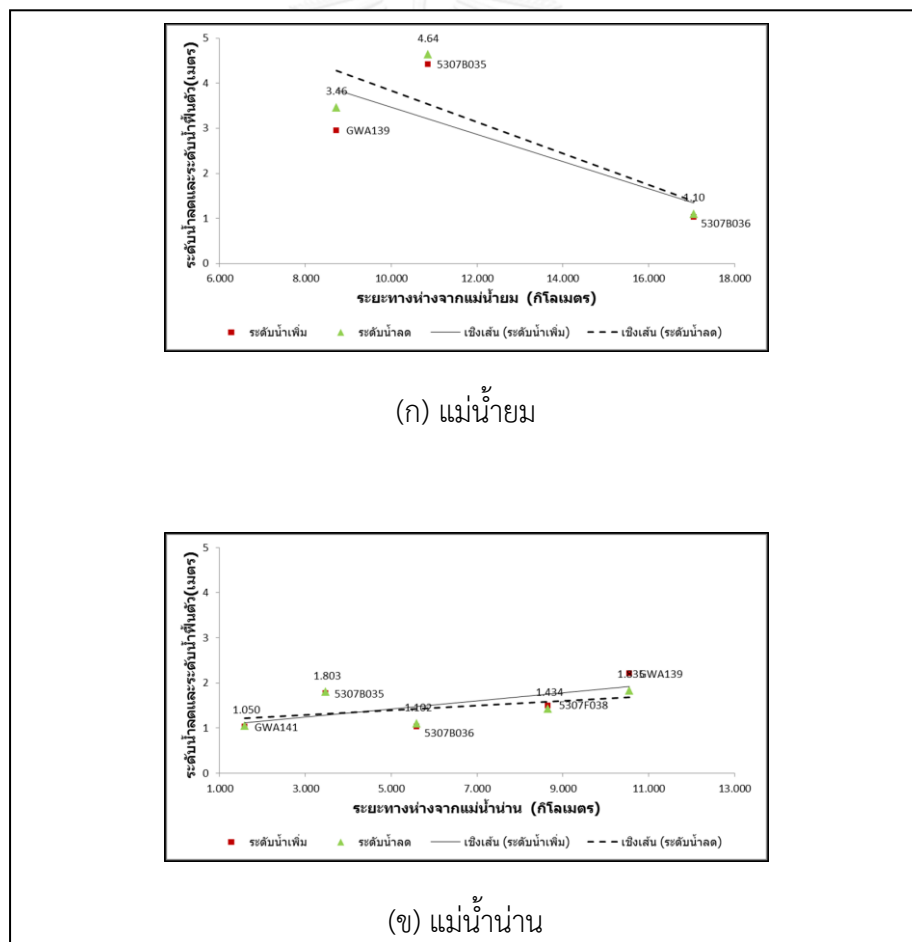 ระดับน้ำลดและระดับน้ำฟื้นตัว(เมตร)
5
4
3
2
1
0
4.64
5307B035
3.46
GWA139
1.10
5307B036
6.000 8.000 10.000 12.000 14.000 16.000 18.000
ระยะทางห่างจากแม่น้ำยม (กิโลเมตร)
ระดับน้ำเพิ่ม ระดับน้ำลด เชิงเส้น (ระดับน้ำเพิ่ม) เชิงเส้น (ระดับน้ำลด)
(ก) แม่น้ำยม
ระดับน้ำลดและระดับน้ำฟื้นตัว(เมตร)
5
4
3
2
1
0
1.050
GWA141
1.803
5307B035
1.102
5307B036
1.434
5307F038
1.835
GWA139
1.000 3.000 5.000 7.000 9.000 11.000 13.000
ระยะทางห่างจากแม่น้ำน่าน (กิโลเมตร)
ระดับน้ำเพิ่ม ระดับน้ำลด เชิงเส้น (ระดับน้ำเพิ่ม) เชิงเส้น (ระดับน้ำลด)
(ข) แม่น้ำน่าน